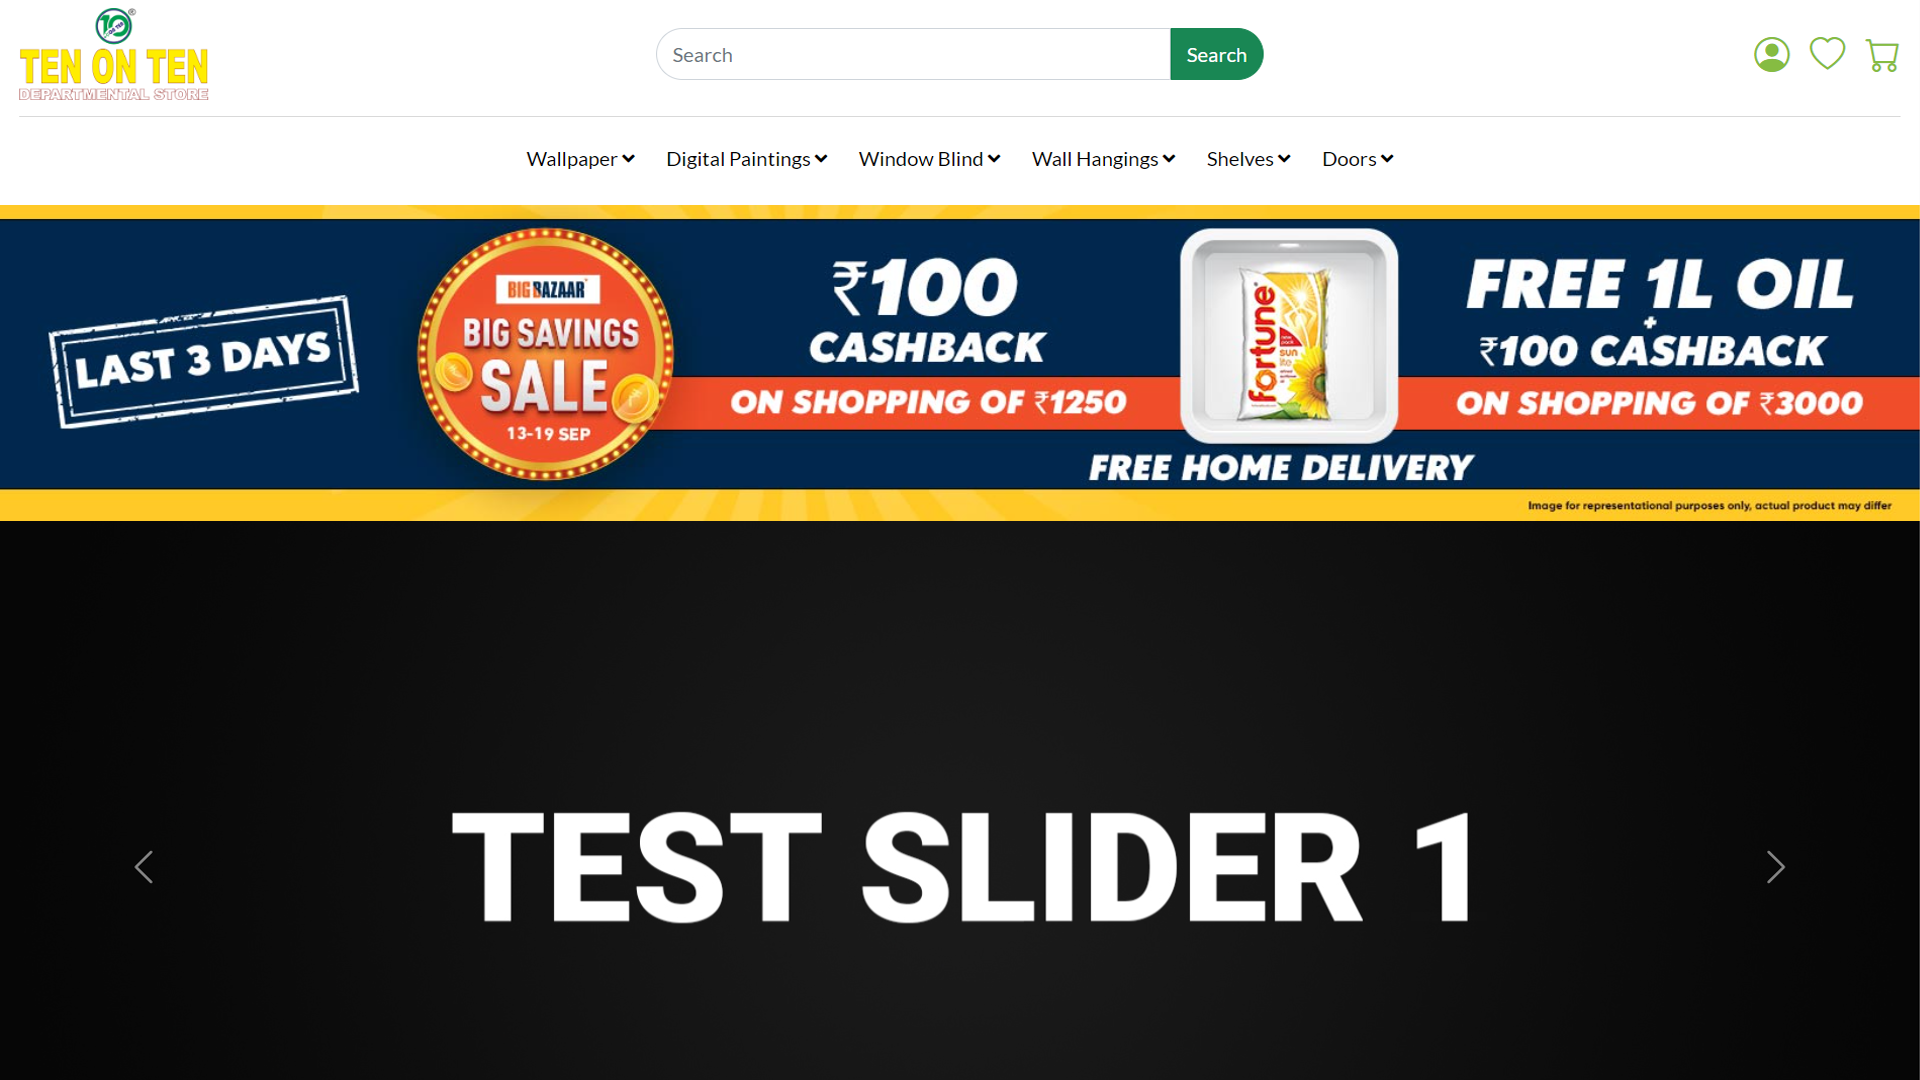 TEN ON TEN
DEPARTMENTAL STORE
Search
Search
Wallpaper
Digital Paintings
Window Blind
Wall Hangings
Shelves
Doors
LAST 3 DAYS
BIG BAZAAR
BIG SAVINGS
SALE
13-19 SEP
₹100
CASHBACK
ON SHOPPING OF ₹1250
fortune
sun
lite
FREE 1L OIL
+
₹100 CASHBACK
ON SHOPPING OF ₹3000
FREE HOME DELIVERY
Image for representational purposes only, actual product may differ
TEST SLIDER 1